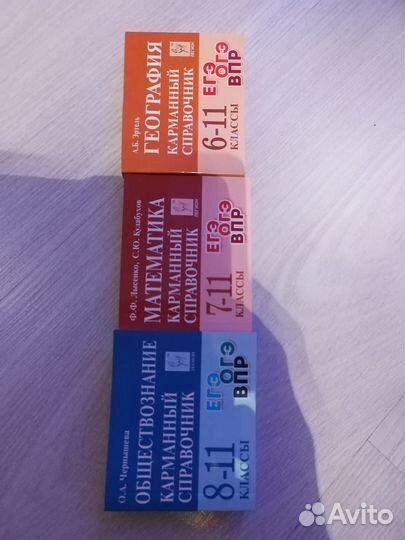 А.Б. Эртель
ГЕОГРАФИЯ
КАРМАННЫЙ
СПРАВОЧНИК
6-11
КЛАССЫ
ЕГЭ
ОГЭ
ВПР
Ф.Ф. Лысенко, С.Ю. Кулабухов
МАТЕМАТИКА
КАРМАННЫЙ
СПРАВОЧНИК
7-11
КЛАССЫ
ЕГЭ
ОГЭ
ВПР
О.А. Чернышева
ОБЩЕСТВОЗНАНИЕ
КАРМАННЫЙ
СПРАВОЧНИК
8-11
КЛАССЫ
ЕГЭ
ОГЭ
ВПР
Avito